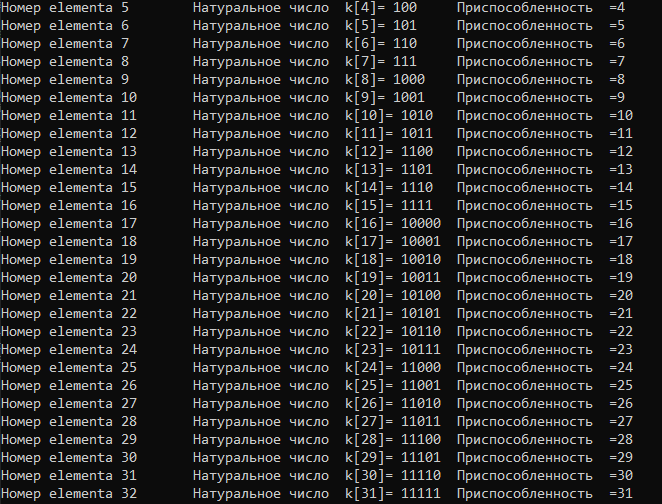 Номер elementa 5 Натуральное число k[4]= 100 Приспособленность =4
Номер elementa 6 Натуральное число k[5]= 101 Приспособленность =5
Номер elementa 7 Натуральное число k[6]= 110 Приспособленность =6
Номер elementa 8 Натуральное число k[7]= 111 Приспособленность =7
Номер elementa 9 Натуральное число k[8]= 1000 Приспособленность =8
Номер elementa 10 Натуральное число k[9]= 1001 Приспособленность =9
Номер elementa 11 Натуральное число k[10]= 1010 Приспособленность =10
Номер elementa 12 Натуральное число k[11]= 1011 Приспособленность =11
Номер elementa 13 Натуральное число k[12]= 1100 Приспособленность =12
Номер elementa 14 Натуральное число k[13]= 1101 Приспособленность =13
Номер elementa 15 Натуральное число k[14]= 1110 Приспособленность =14
Номер elementa 16 Натуральное число k[15]= 1111 Приспособленность =15
Номер elementa 17 Натуральное число k[16]= 10000 Приспособленность =16
Номер elementa 18 Натуральное число k[17]= 10001 Приспособленность =17
Номер elementa 19 Натуральное число k[18]= 10010 Приспособленность =18
Номер elementa 20 Натуральное число k[19]= 10011 Приспособленность =19
Номер elementa 21 Натуральное число k[20]= 10100 Приспособленность =20
Номер elementa 22 Натуральное число k[21]= 10101 Приспособленность =21
Номер elementa 23 Натуральное число k[22]= 10110 Приспособленность =22
Номер elementa 24 Натуральное число k[23]= 10111 Приспособленность =23
Номер elementa 25 Натуральное число k[24]= 11000 Приспособленность =24
Номер elementa 26 Натуральное число k[25]= 11001 Приспособленность =25
Номер elementa 27 Натуральное число k[26]= 11010 Приспособленность =26
Номер elementa 28 Натуральное число k[27]= 11011 Приспособленность =27
Номер elementa 29 Натуральное число k[28]= 11100 Приспособленность =28
Номер elementa 30 Натуральное число k[29]= 11101 Приспособленность =29
Номер elementa 31 Натуральное число k[30]= 11110 Приспособленность =30
Номер elementa 32 Натуральное число k[31]= 11111 Приспособленность =31